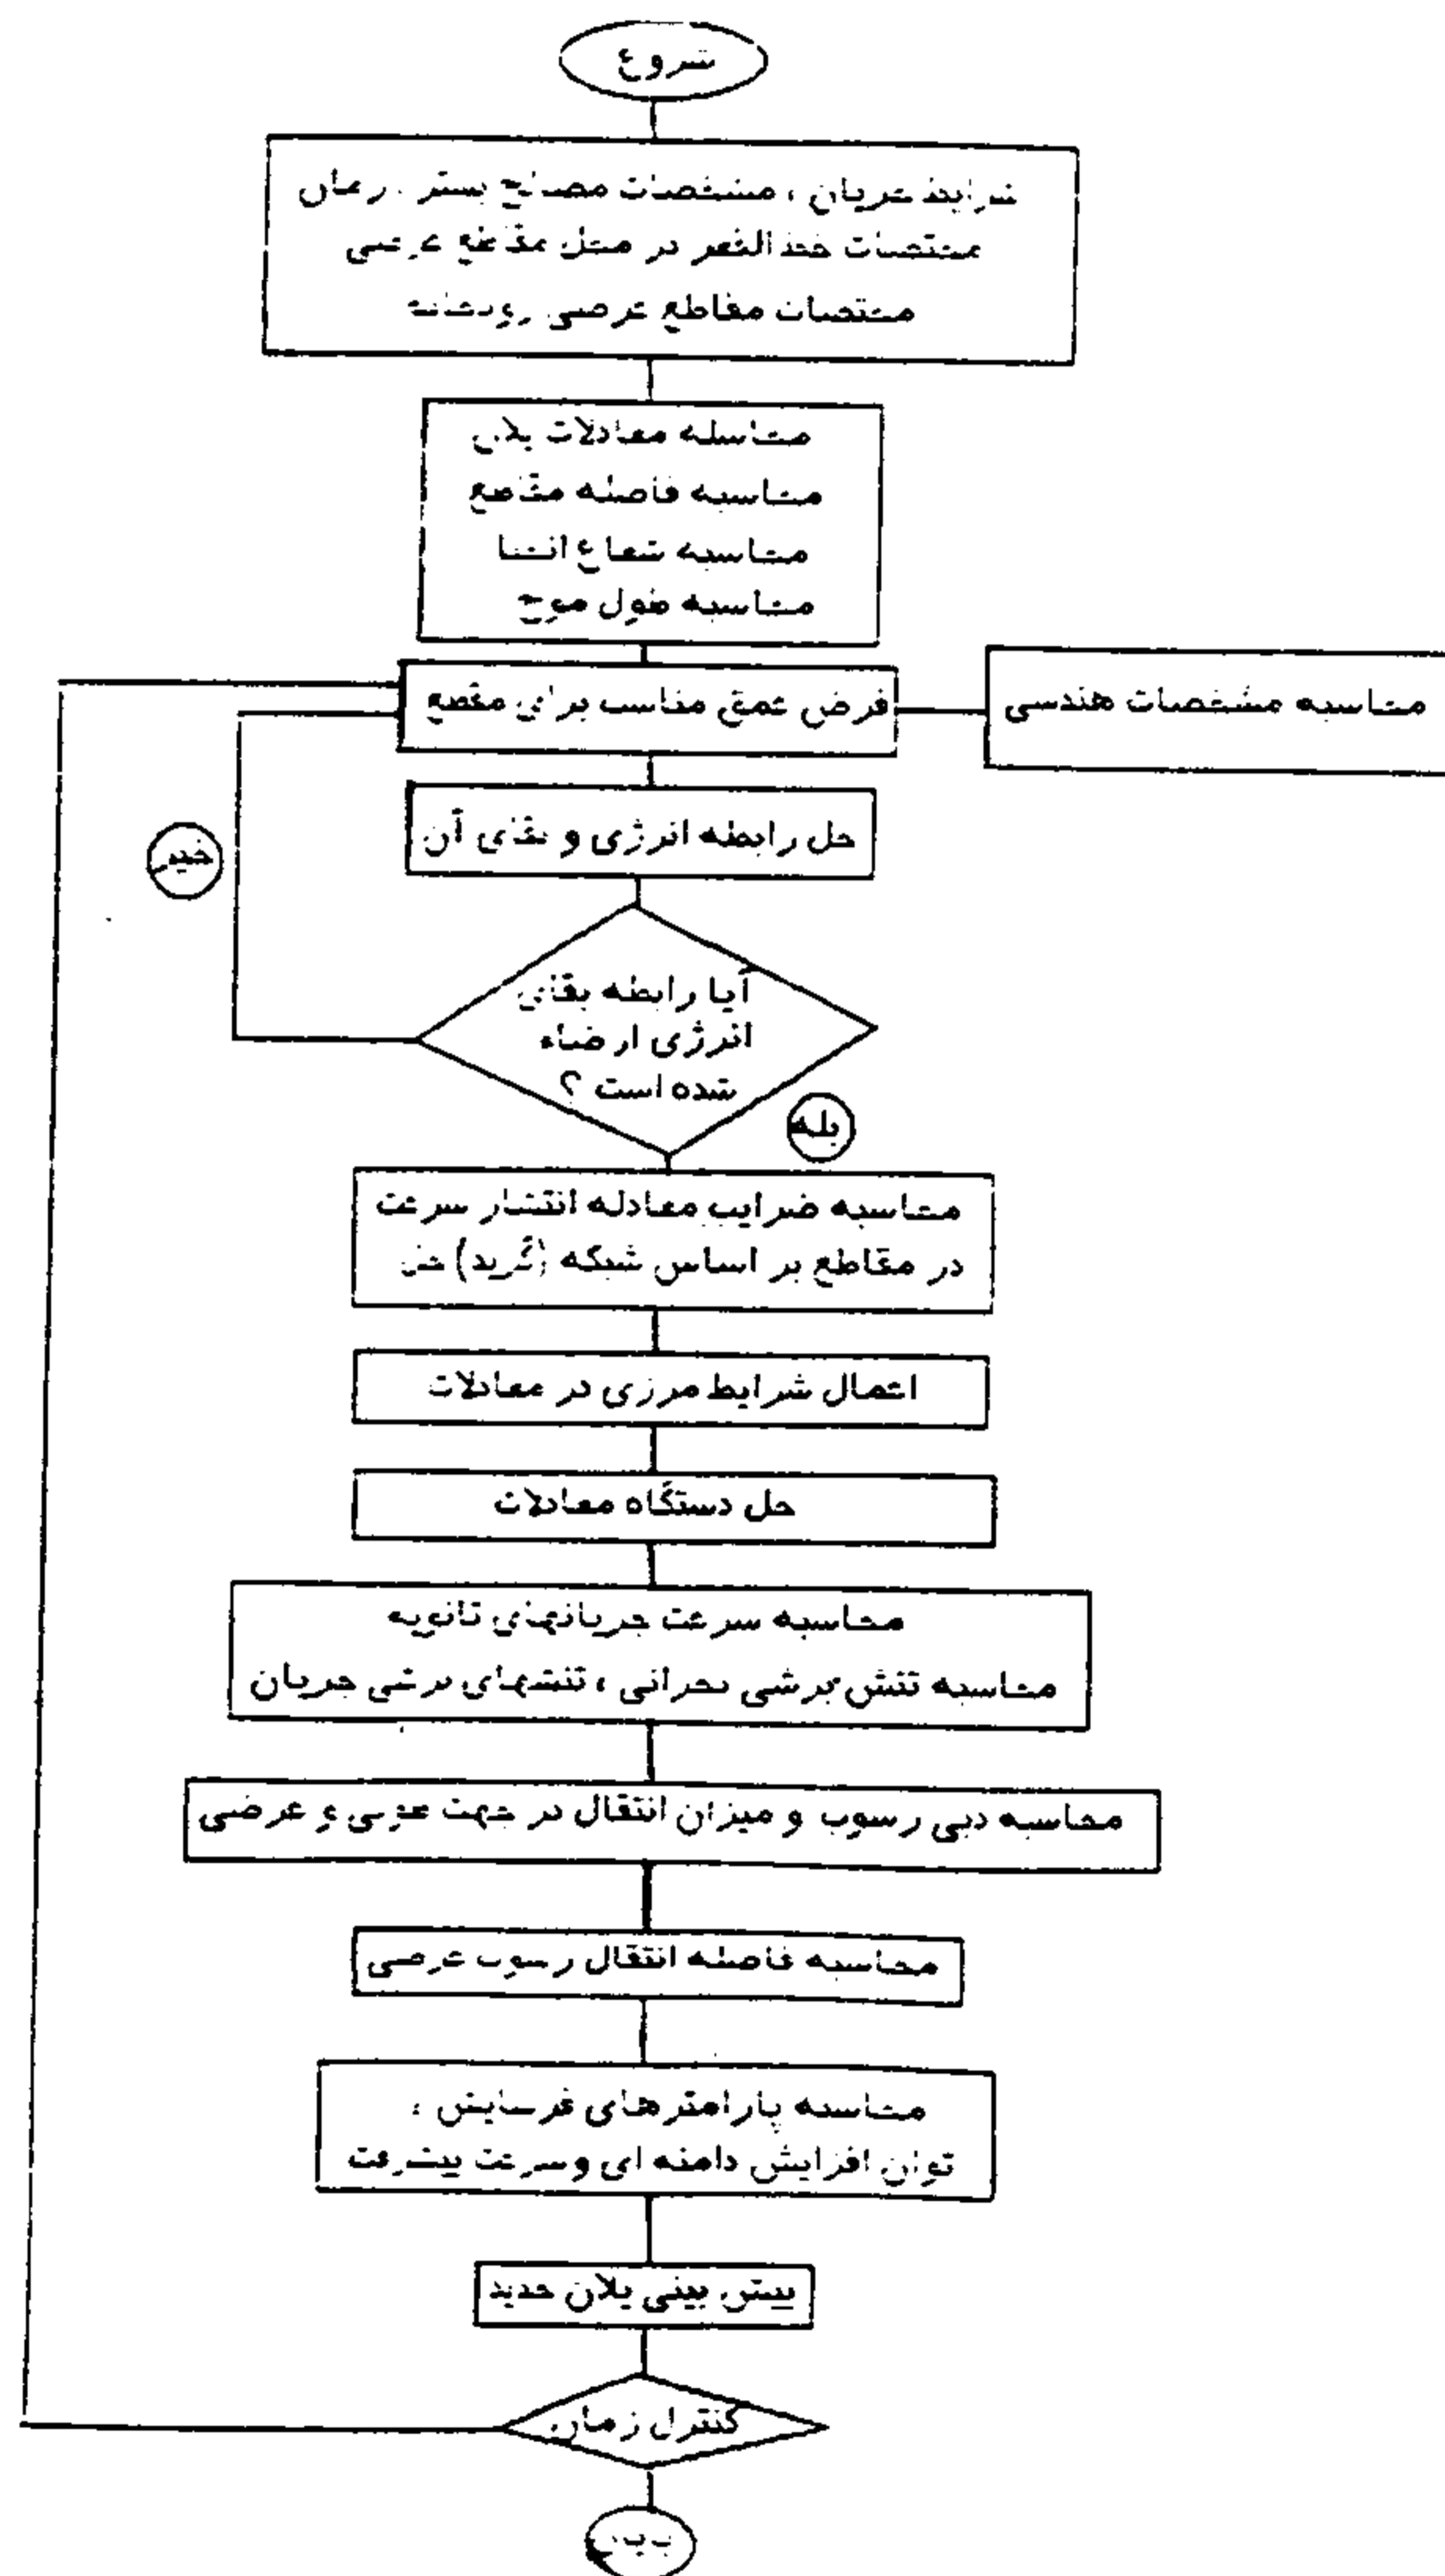 شروع
شرایط جریان ، مشخصات مصالح بستر ، زمان
مختصات خط القعر در محل مقاطع عرضی
مختصات مقاطع عرضی رودخانه
محاسبه معادلات پلان
محاسبه فاصله مقاطع
محاسبه شعاع انحنا
محاسبه طول موج
فرض عمق مناسب برای مقطع
محاسبه مشخصات هندسی
حل رابطه انرژی و بقای آن
خیر
آیا رابطه بقای
انرژی ارضاء
شده است ؟
بله
محاسبه ضرایب معادله انتشار سرعت
در مقاطع بر اساس شبکه (گرید) حل
اعمال شرایط مرزی در معادلات
حل دستگاه معادلات
محاسبه سرعت جریانهای ثانویه
محاسبه تنش برشی بحرانی ، تنشهای برشی جریان
محاسبه دبی رسوب و میزان انتقال در جهت طولی و عرضی
محاسبه فاصله انتقال رسوب عرضی
محاسبه پارامترهای فرسایش ،
توان افزایش دامنه ای وسرعت پیشرفت
پیش بینی پلان جدید
کنترل زمان
پایان